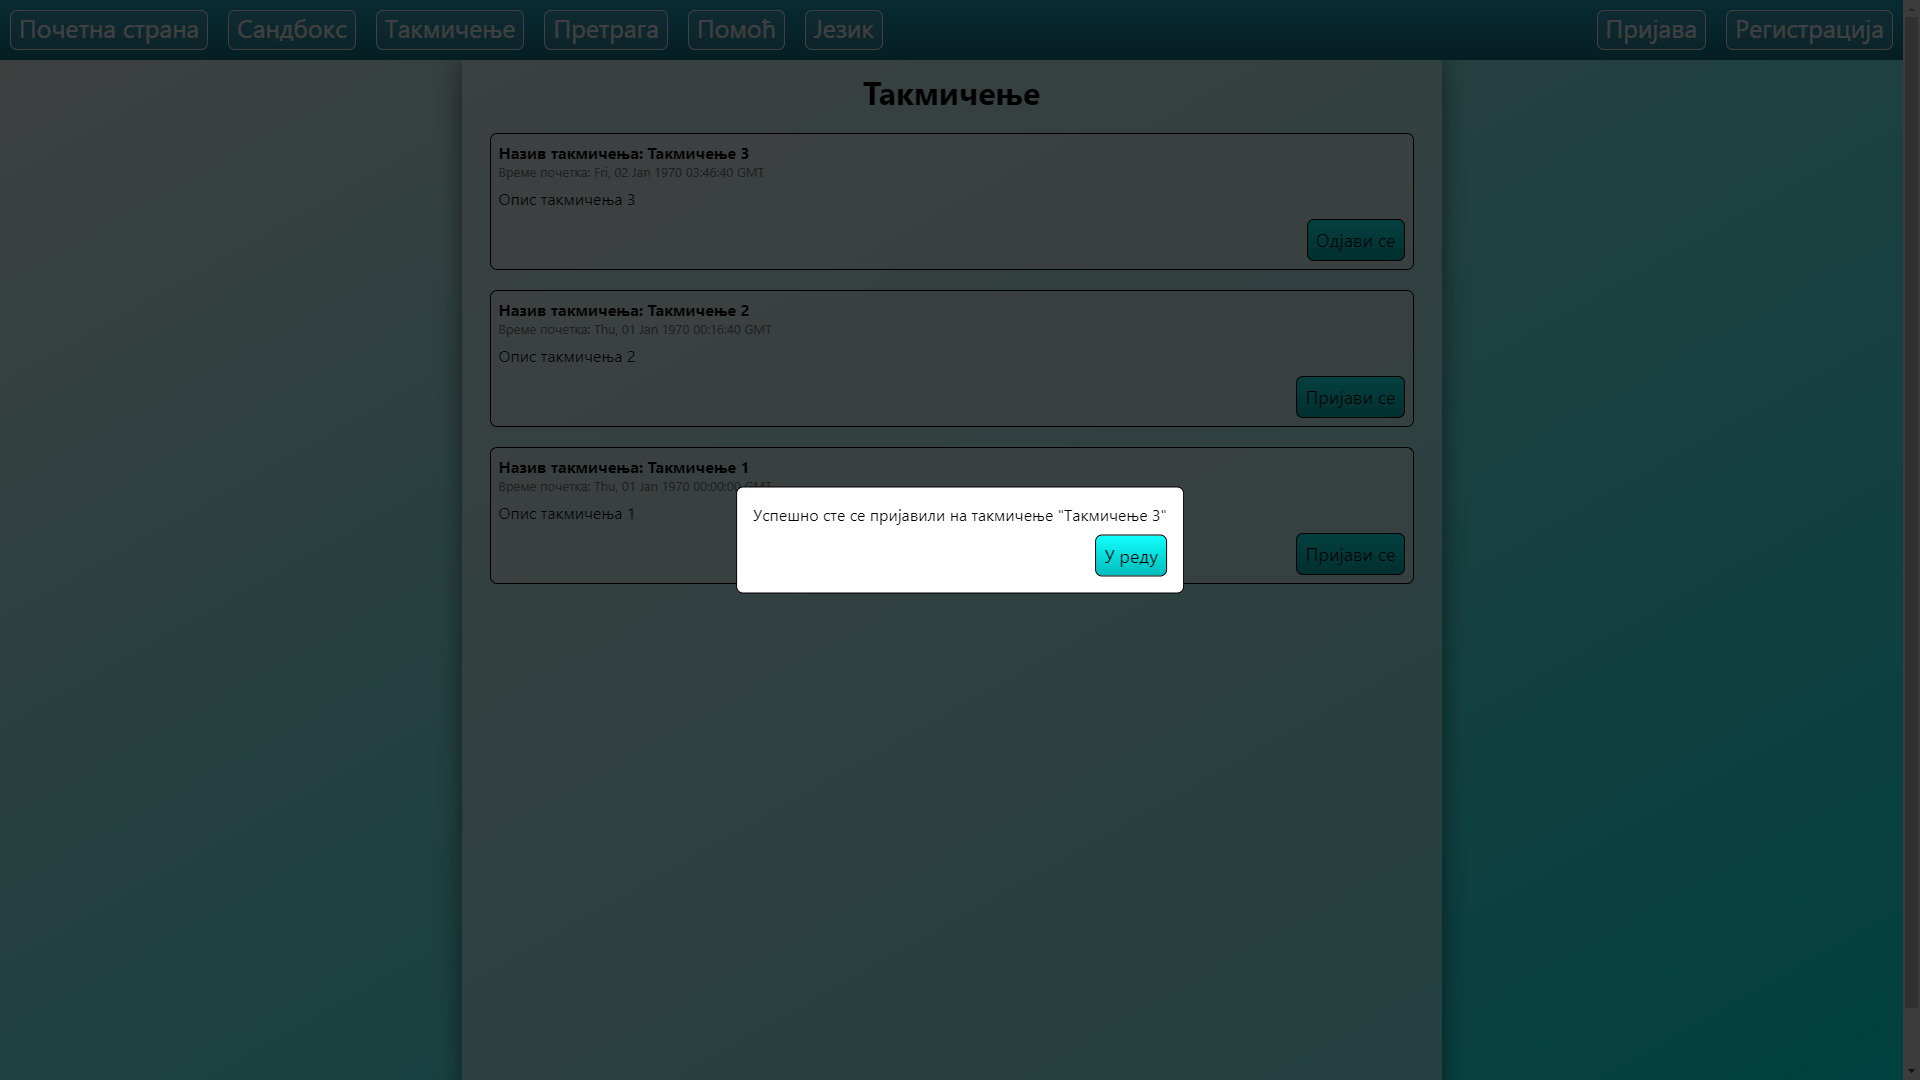 Почетна страна
Сандбокс
Такмичење
Претрага
Помоћ
Језик
Пријава
Регистрација
Такмичење
Назив такмичења: Такмичење 3
Време почетка: Fri, 02 Jan 1970 03:46:40 GMT
Опис такмичења 3
Одјави се
Назив такмичења: Такмичење 2
Време почетка: Thu, 01 Jan 1970 00:16:40 GMT
Опис такмичења 2
Пријави се
Назив такмичења: Такмичење 1
Време почетка: Thu, 01 Jan 1970 00:00:00 GMT
Опис такмичења 1
Пријави се
Успешно сте се пријавили на такмичење "Такмичење 3"
У реду